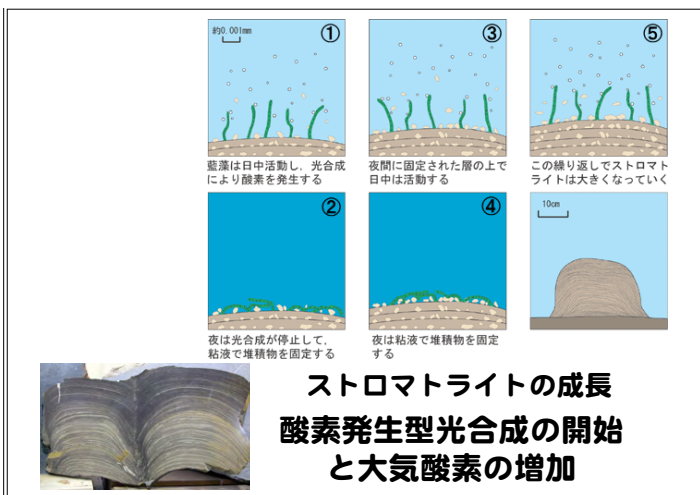 約0.001mm
①
藍藻は日中活動し，光合成
により酸素を発生する
③
夜間に固定された層の上で
日中は活動する
⑤
この繰り返しでストロマト
ライトは大きくなっていく
②
夜は光合成が停止して，
粘液で堆積物を固定する
④
夜は粘液で堆積物を固定
する
10cm
ストロマトライトの成長
酸素発生型光合成の開始
と大気酸素の増加